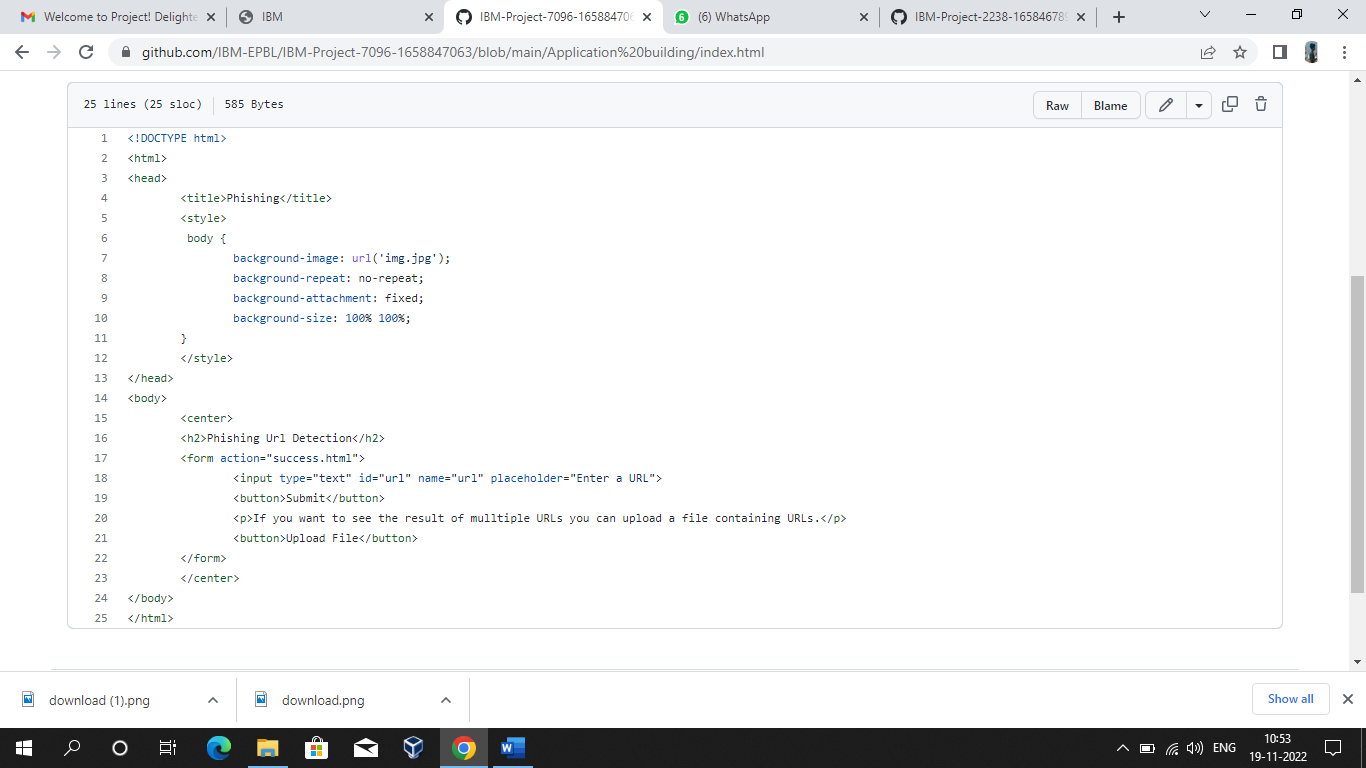 Welcome to Project! Delighte
IBM
IBM-Project-7096-165884706
(6) WhatsApp
IBM-Project-2238-165846789
github.com/IBM-EPBL/IBM-Project-7096-1658847063/blob/main/Application%20building/index.html
25 lines (25 sloc) 585 Bytes
Raw Blame
1 <!DOCTYPE html>
2 <html>
3 <head>
4 <title>Phishing</title>
5 <style>
6 body {
7 background-image: url('img.jpg');
8 background-repeat: no-repeat;
9 background-attachment: fixed;
10 background-size: 100% 100%;
11 }
12 </style>
13 </head>
14 <body>
15 <center>
16 <h2>Phishing Url Detection</h2>
17 <form action="success.html">
18 <input type="text" id="url" name="url" placeholder="Enter a URL">
19 <button>Submit</button>
20 <p>If you want to see the result of mulltiple URLs you can upload a file containing URLs.</p>
21 <button>Upload File</button>
22 </form>
23 </center>
24 </body>
25 </html>
download (1).png
download.png
Show all
ENG
10:53
19-11-2022